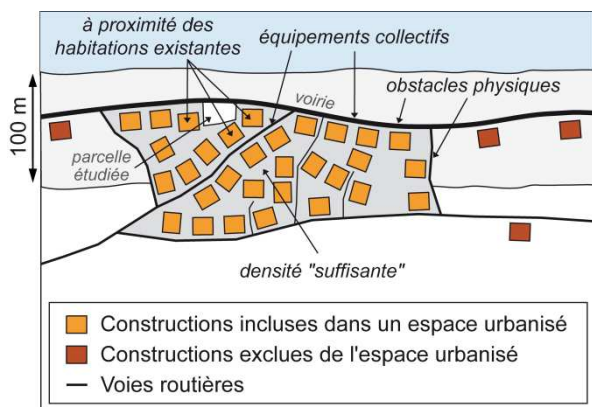 à proximité des
habitations existantes
équipements collectifs
voirie
obstacles physiques
100 m
parcelle
étudiée
densité "suffisante"
Constructions incluses dans un espace urbanisé
Constructions exclues de l'espace urbanisé
Voies routières